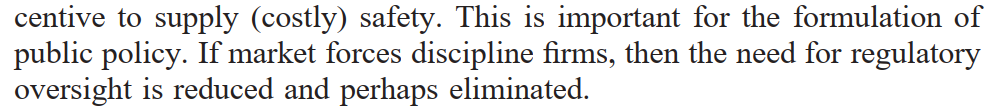 centive to supply (costly) safety. This is important for the formulation of
public policy. If market forces discipline firms, then the need for regulatory
oversight is reduced and perhaps eliminated.